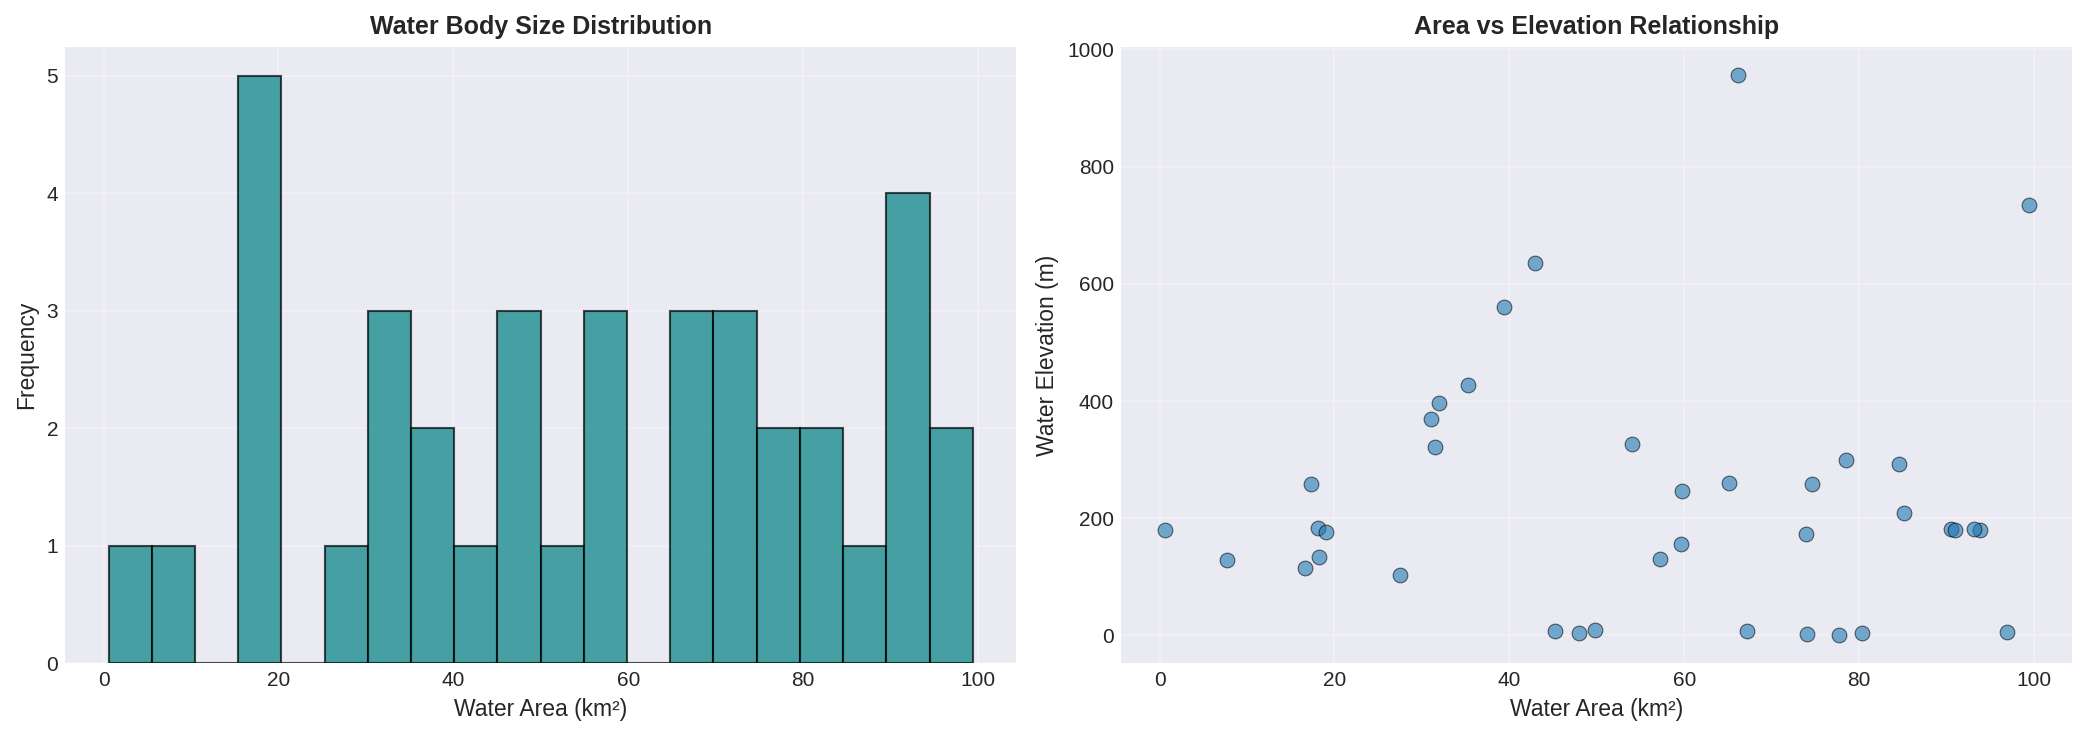 Water Body Size Distribution
5
4
3
2
1
0
Frequency
0 20 40 60 80 100
Water Area (km²)
Area vs Elevation Relationship
1000
800
600
400
200
0
Water Elevation (m)
0 20 40 60 80 100
Water Area (km²)